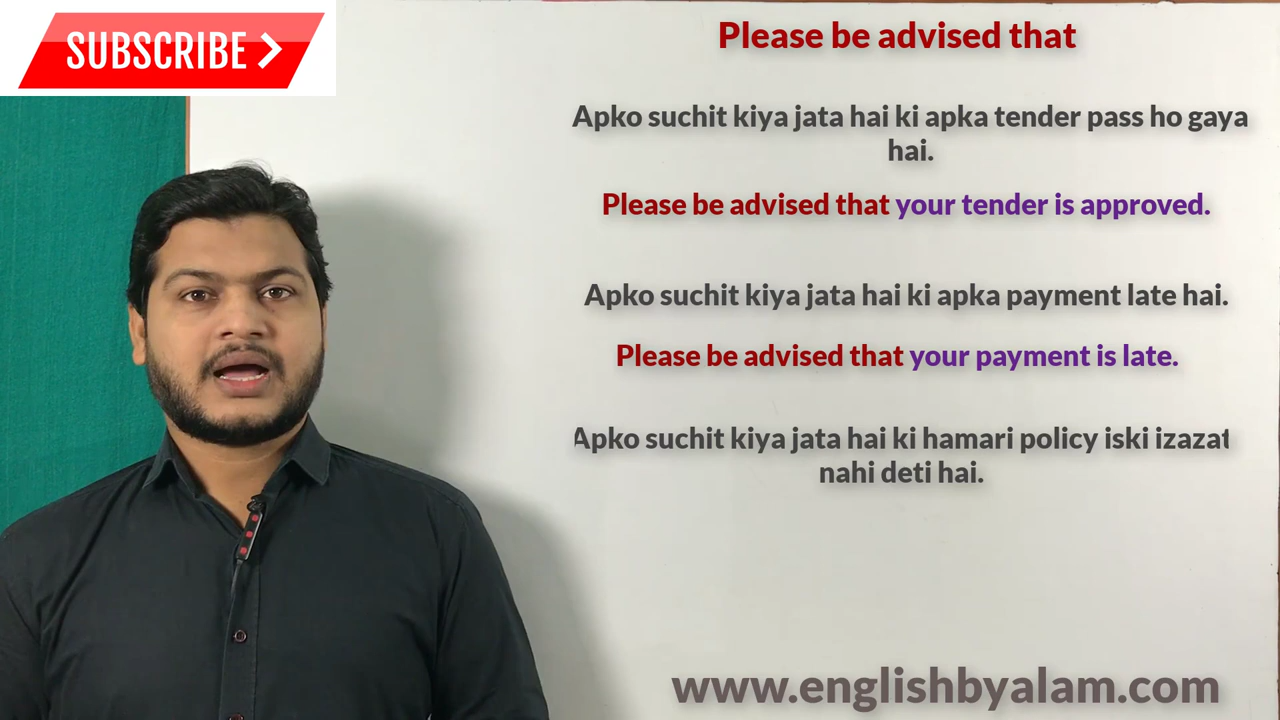 SUBSCRIBE
Please be advised that
Apko suchit kiya jata hai ki apka tender pass ho gaya
hai.
Please be advised that your tender is approved.
Apko suchit kiya jata hai ki apka payment late hai.
Please be advised that your payment is late.
Apko suchit kiya jata hai ki hamari policy iski izazat
nahi deti hai.
www.englishbyalam.com